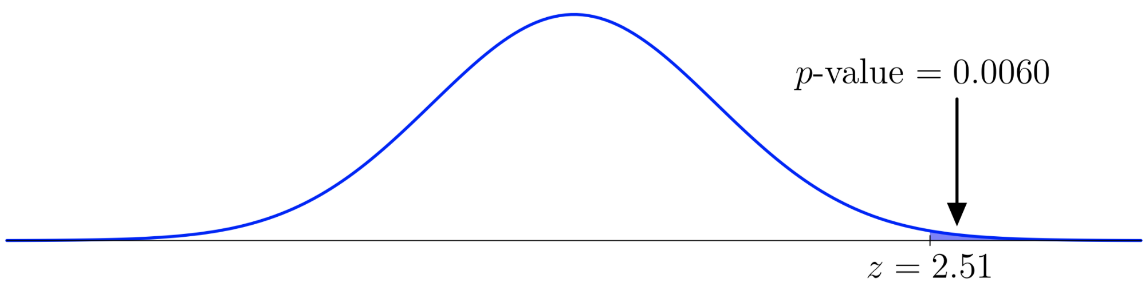 p-value = 0.0060
z = 2.51